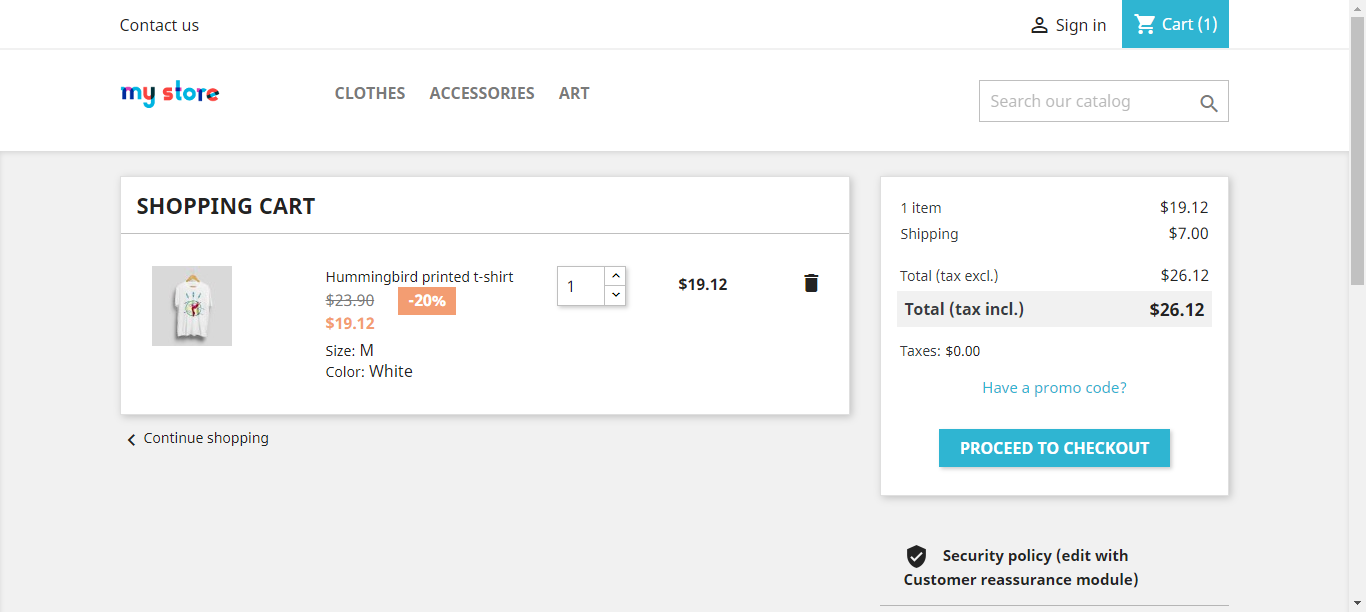 Contact us
Sign in
Cart (1)
my store
CLOTHES ACCESSORIES ART
Search our catalog
SHOPPING CART
Hummingbird printed t-shirt
$23.90 -20%
$19.12
Size: M
Color: White
1
$19.12
Continue shopping
1 item $19.12
Shipping $7.00
Total (tax excl.) $26.12
Total (tax incl.) $26.12
Taxes: $0.00
Have a promo code?
PROCEED TO CHECKOUT
Security policy (edit with
Customer reassurance module)